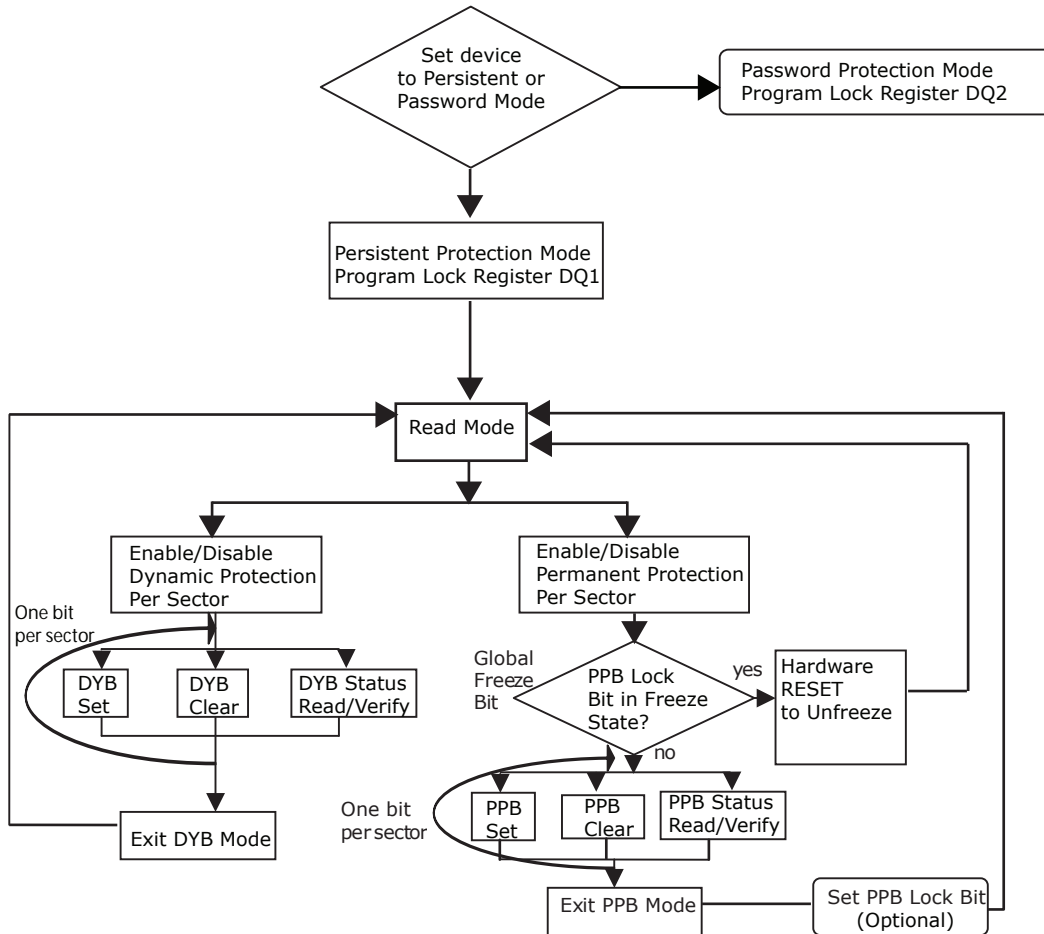 Set device
to Persistent or
Password Mode
Password Protection Mode
Program Lock Register DQ2
Persistent Protection Mode
Program Lock Register DQ1
Read Mode
Enable/Disable
Dynamic Protection
Per Sector
Enable/Disable
Permanent Protection
Per Sector
One bit
per sector
DYB
Set
DYB
Clear
DYB Status
Read/Verify
Global
Freeze
Bit
PPB Lock
Bit in Freeze
State?
yes
Hardware
RESET
to Unfreeze
no
One bit
per sector
PPB
Set
PPB
Clear
PPB Status
Read/Verify
Exit DYB Mode
Exit PPB Mode
Set PPB Lock Bit
(Optional)